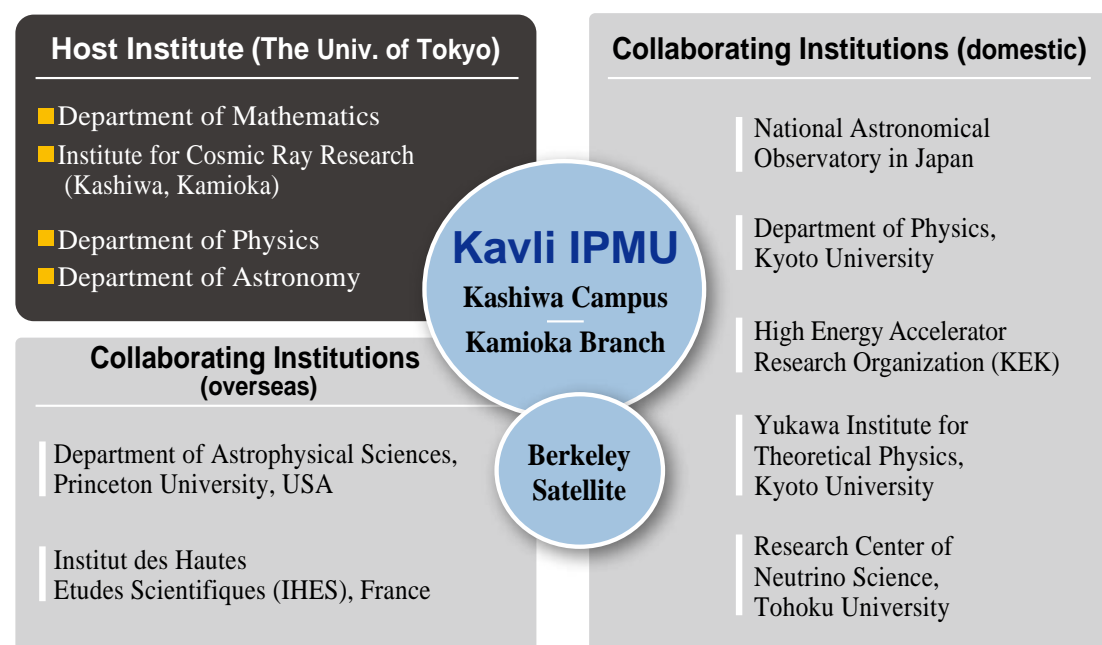 Host Institute (The Univ. of Tokyo)
Department of Mathematics
Institute for Cosmic Ray Research
(Kashiwa, Kamioka)
Department of Physics
Department of Astronomy
Kavli IPMU
Kashiwa Campus
Kamioka Branch
Berkeley
Satellite
Collaborating Institutions
(overseas)
Department of Astrophysical Sciences,
Princeton University, USA
Institut des Hautes
Etudes Scientifiques (IHES), France
Collaborating Institutions (domestic)
National Astronomical
Observatory in Japan
Department of Physics,
Kyoto University
High Energy Accelerator
Research Organization (KEK)
Yukawa Institute for
Theoretical Physics,
Kyoto University
Research Center of
Neutrino Science,
Tohoku University